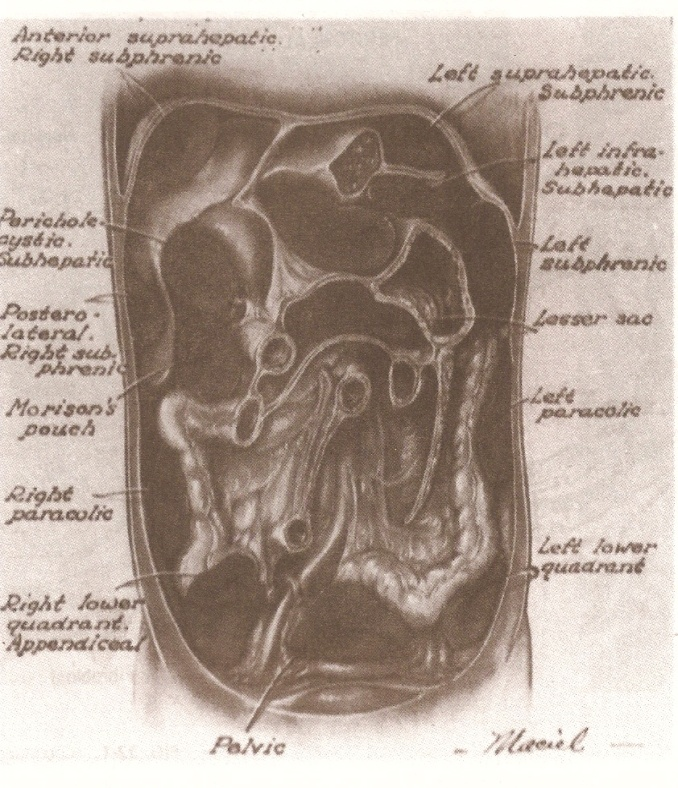 Anterior suprahepatic.
Right subphrenic
Left suprahepatic.
Subphrenic
Left infra-
hepatic.
Subhepatic
Perichole-
cystic.
Subhepatic
Left
subphrenic
Postero-
lateral.
Right sub-
phrenic
Lesser sac
Morison's
pouch
Left
paracolic
Right
paracolic
Left lower
quadrant
Right lower
quadrant.
Appendiceal
Pelvic
Maciel